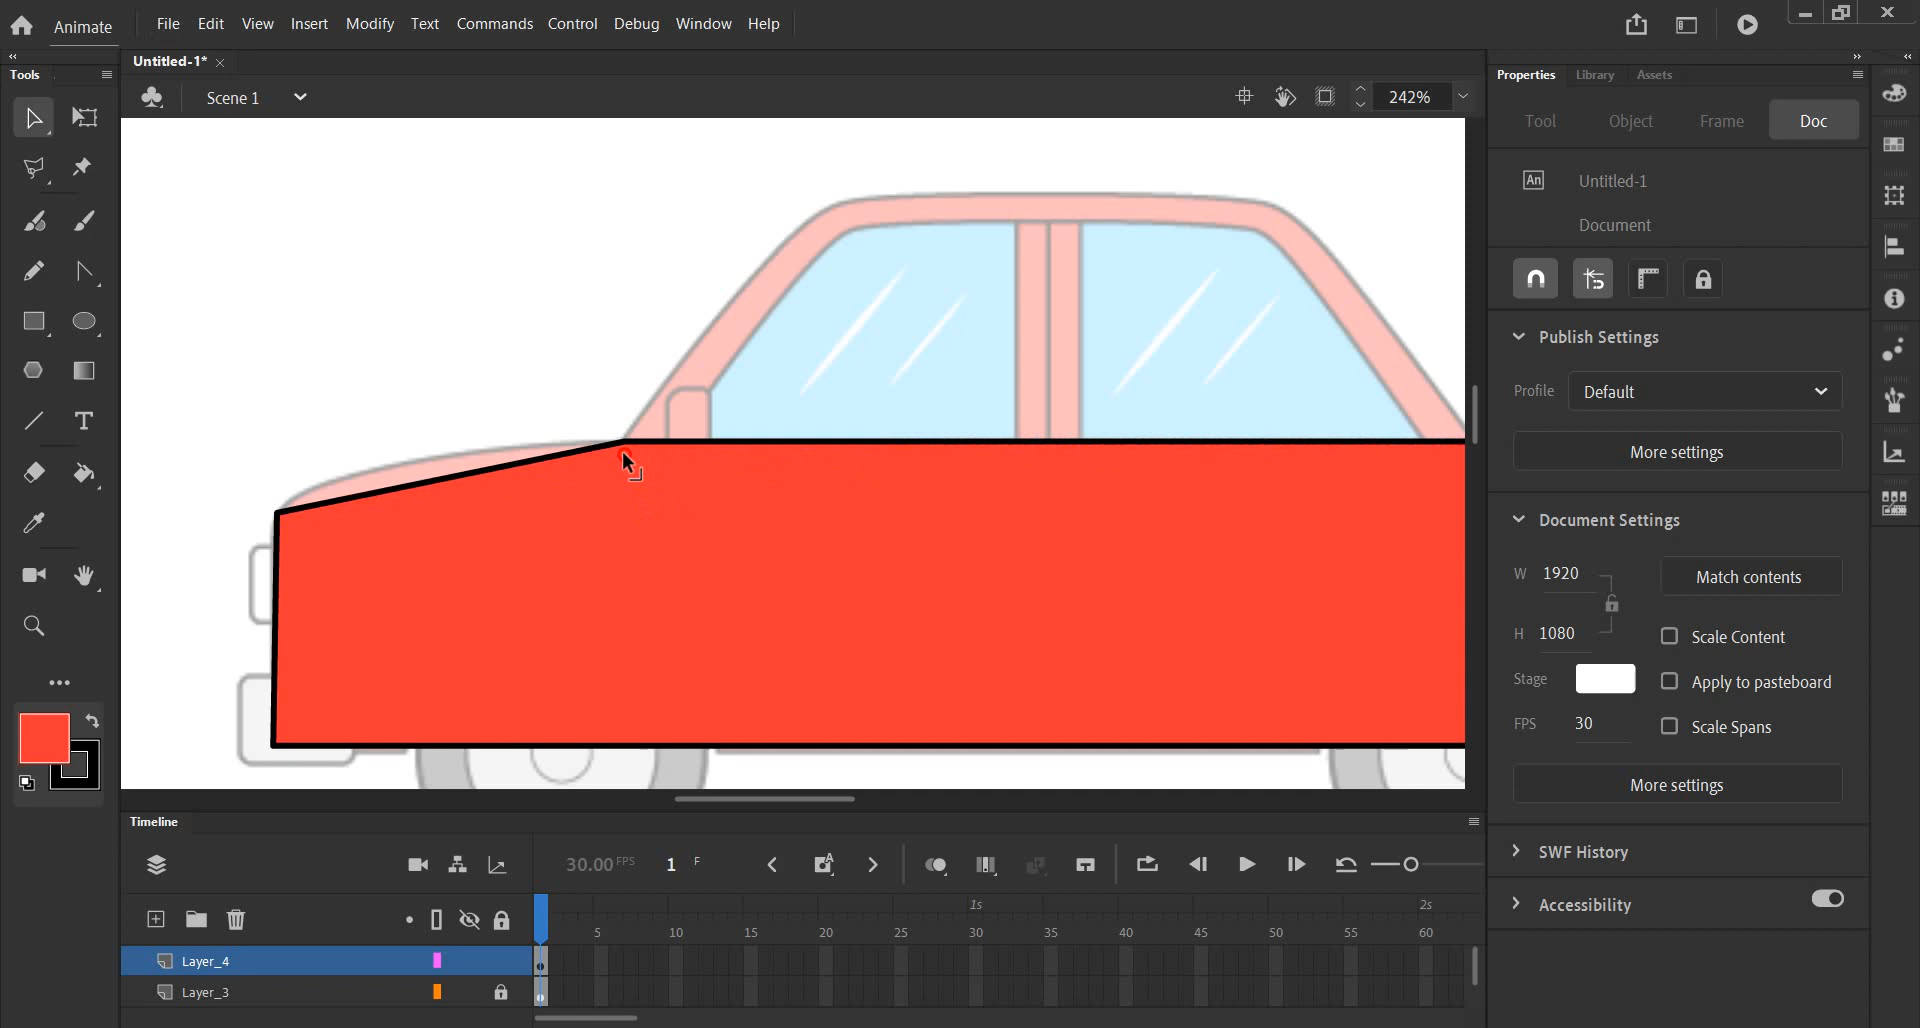 Animate File Edit View Insert Modify Text Commands Control Debug Window Help
Tools
Untitled-1*
Properties Library Assets
Scene 1
242%
Tool Object Frame Doc
An Untitled-1
Document
Publish Settings
Profile Default
More settings
Document Settings
W 1920
Match contents
H 1080
Scale Content
Stage
Apply to pasteboard
FPS 30
Scale Spans
More settings
SWF History
Accessibility
Timeline
30.00 FPS 1 F
1s 2s
5 10 15 20 25 30 35 40 45 50 55 60
Layer_4
Layer_3